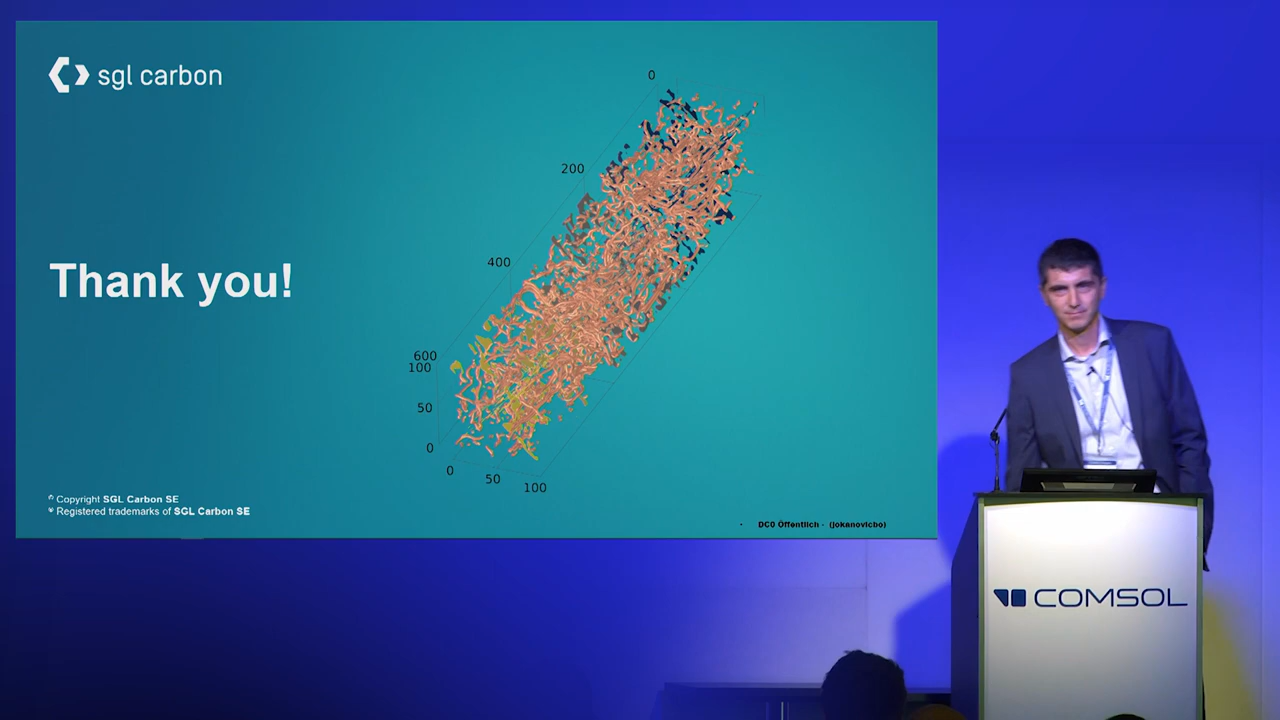 sgl carbon
0
200
400
600
100
50
0
0
50
100
Thank you!
© Copyright SGL Carbon SE
® Registered trademarks of SGL Carbon SE
· DC0 Öffentlich - (jokanovicbo)
COMSOL